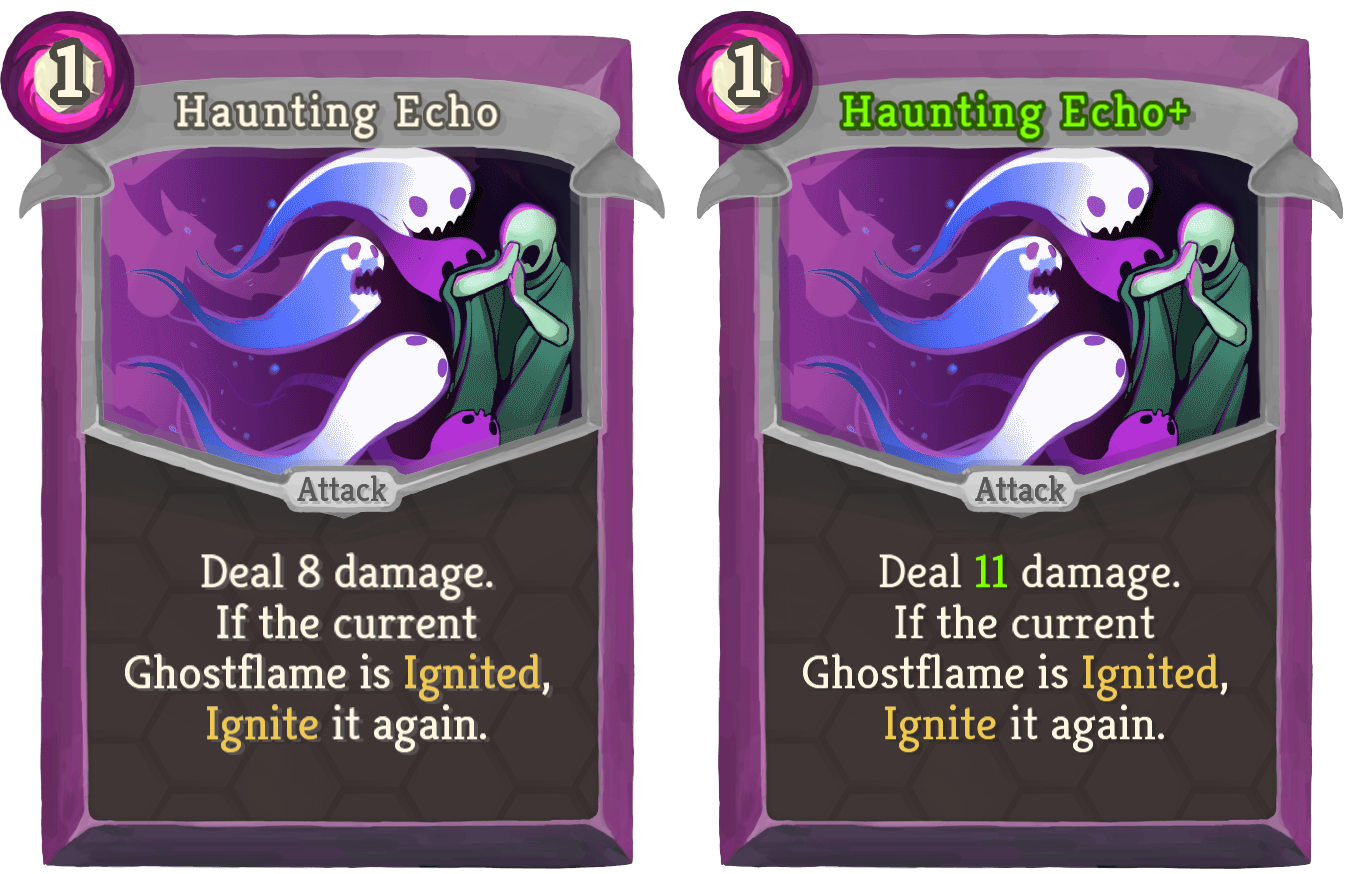 1
Haunting Echo
Attack
Deal 8 damage.
If the current
Ghostflame is Ignited,
Ignite it again.
1
Haunting Echo+
Attack
Deal 11 damage.
If the current
Ghostflame is Ignited,
Ignite it again.